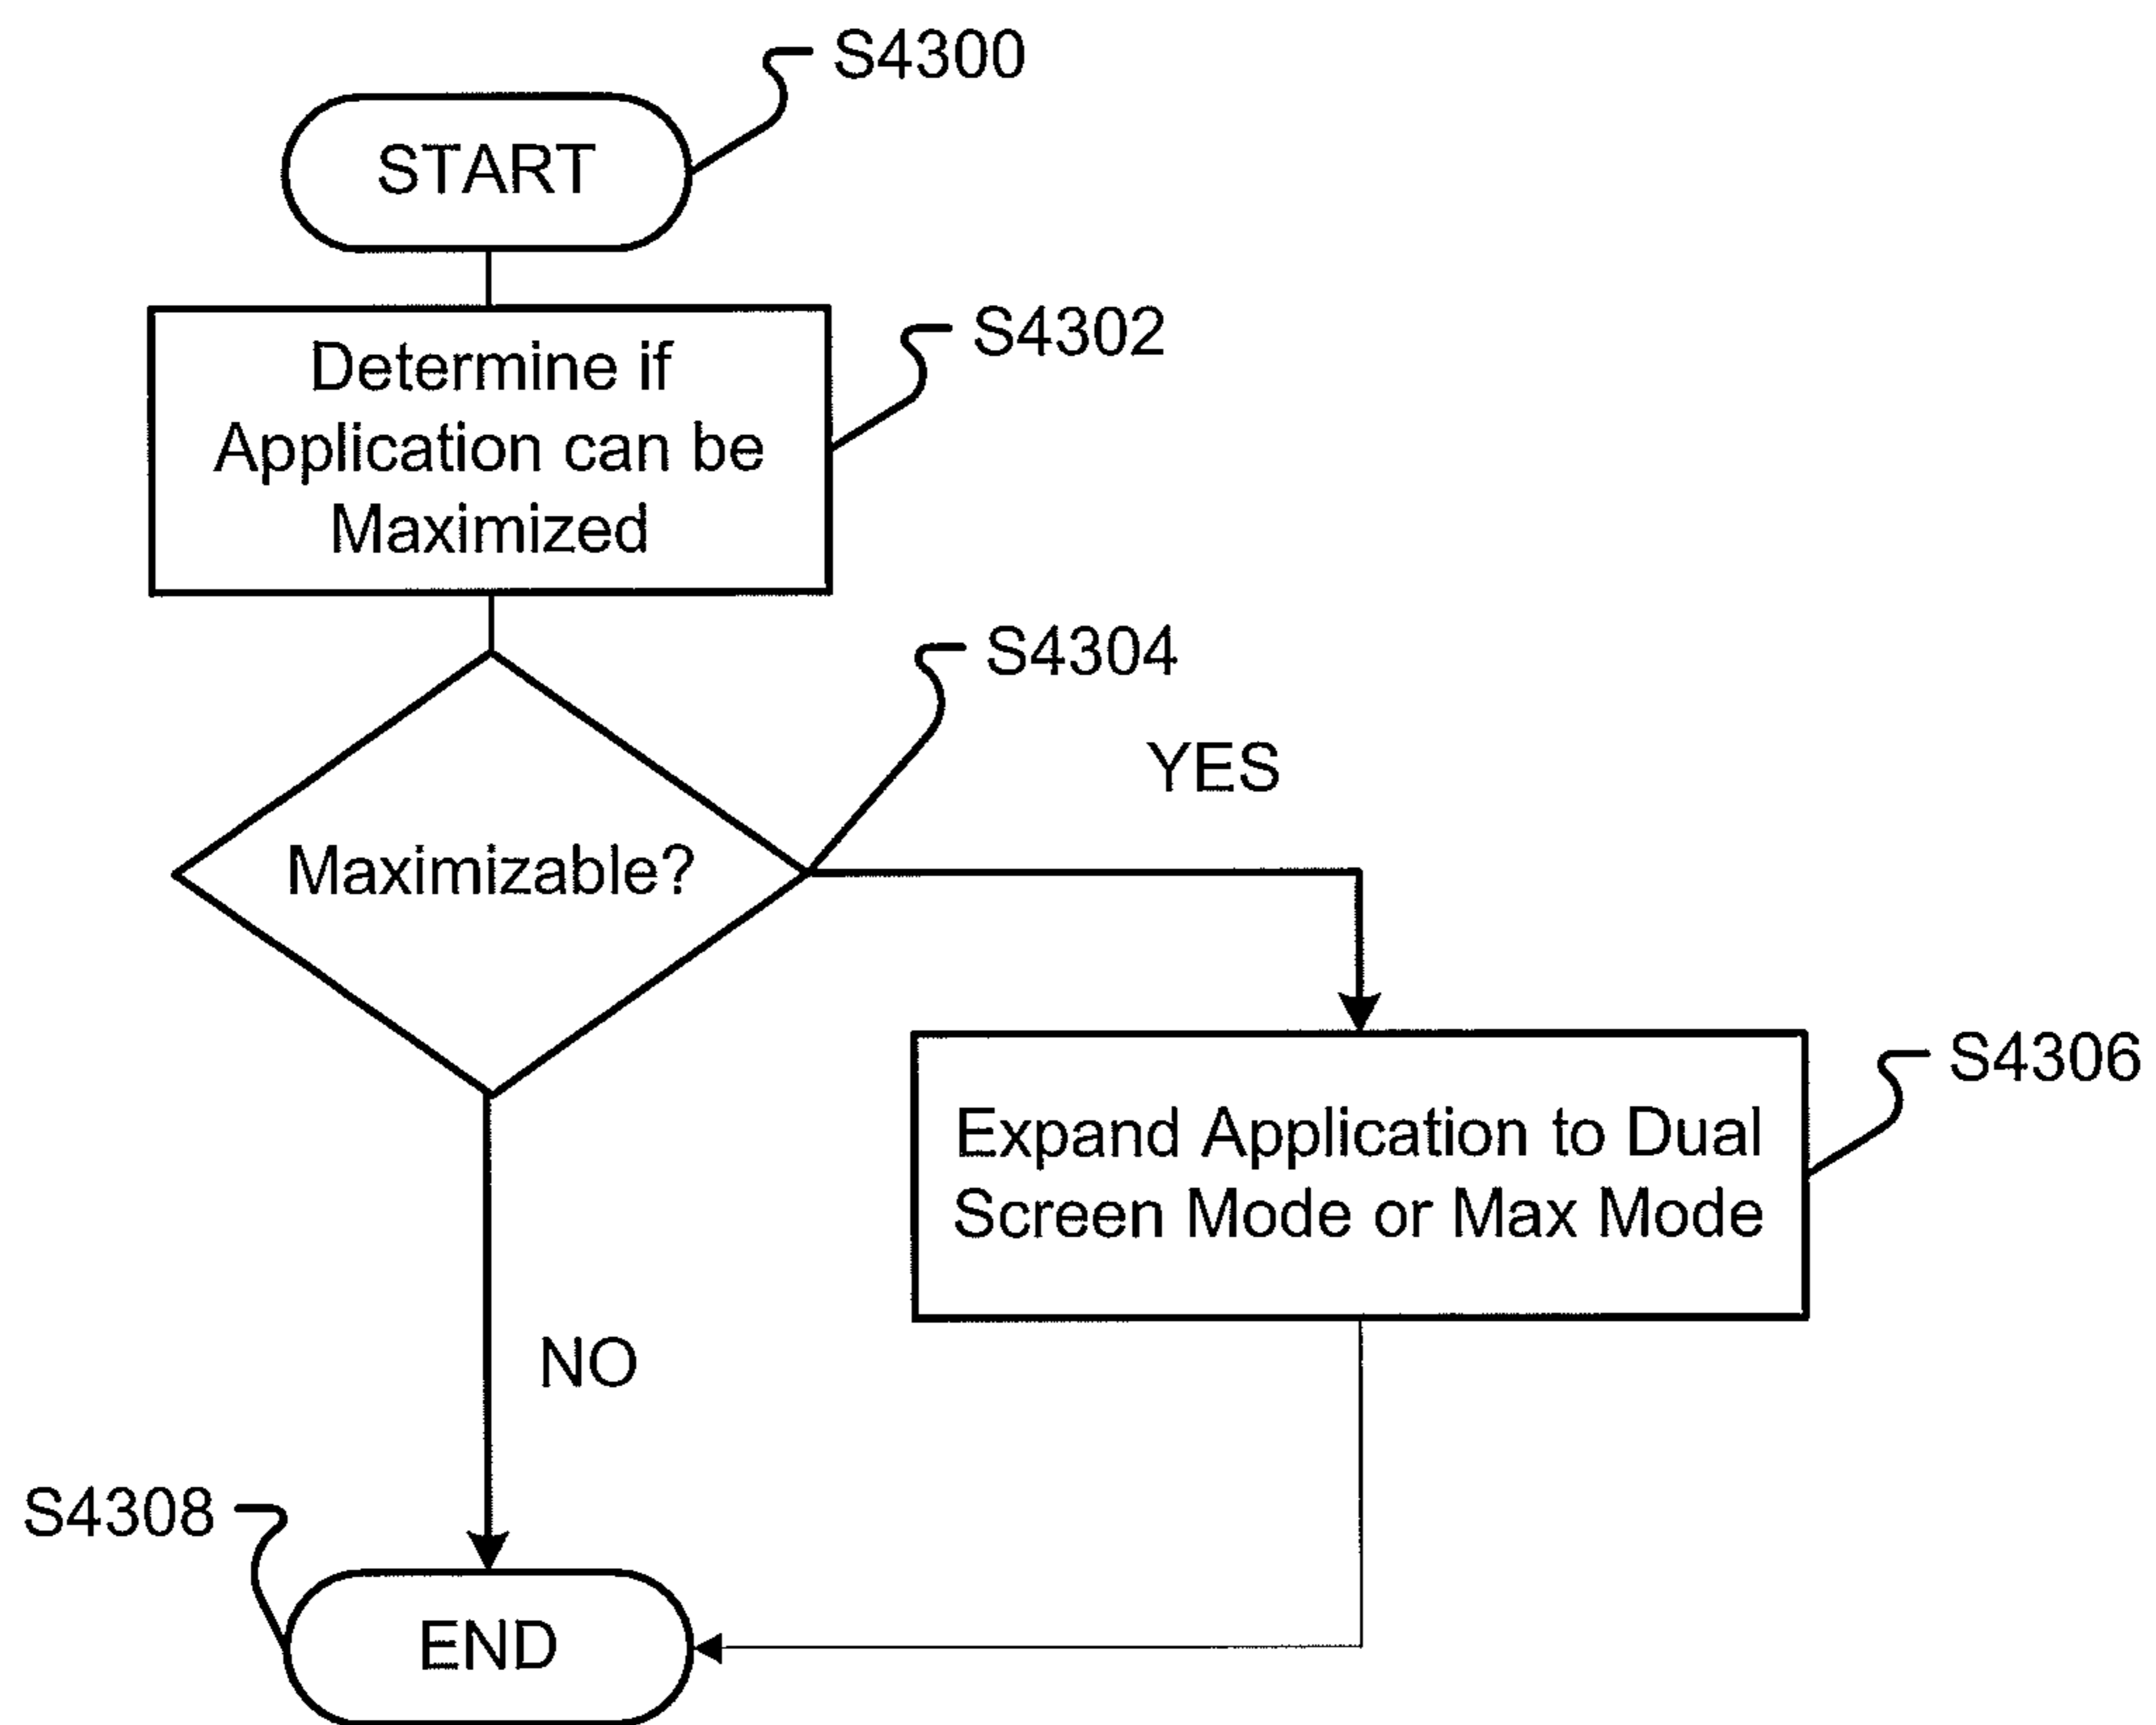 S4300
START
S4302
Determine if
Application can be
Maximized
S4304
YES
Maximizable?
S4306
Expand Application to Dual
Screen Mode or Max Mode
NO
S4308
END